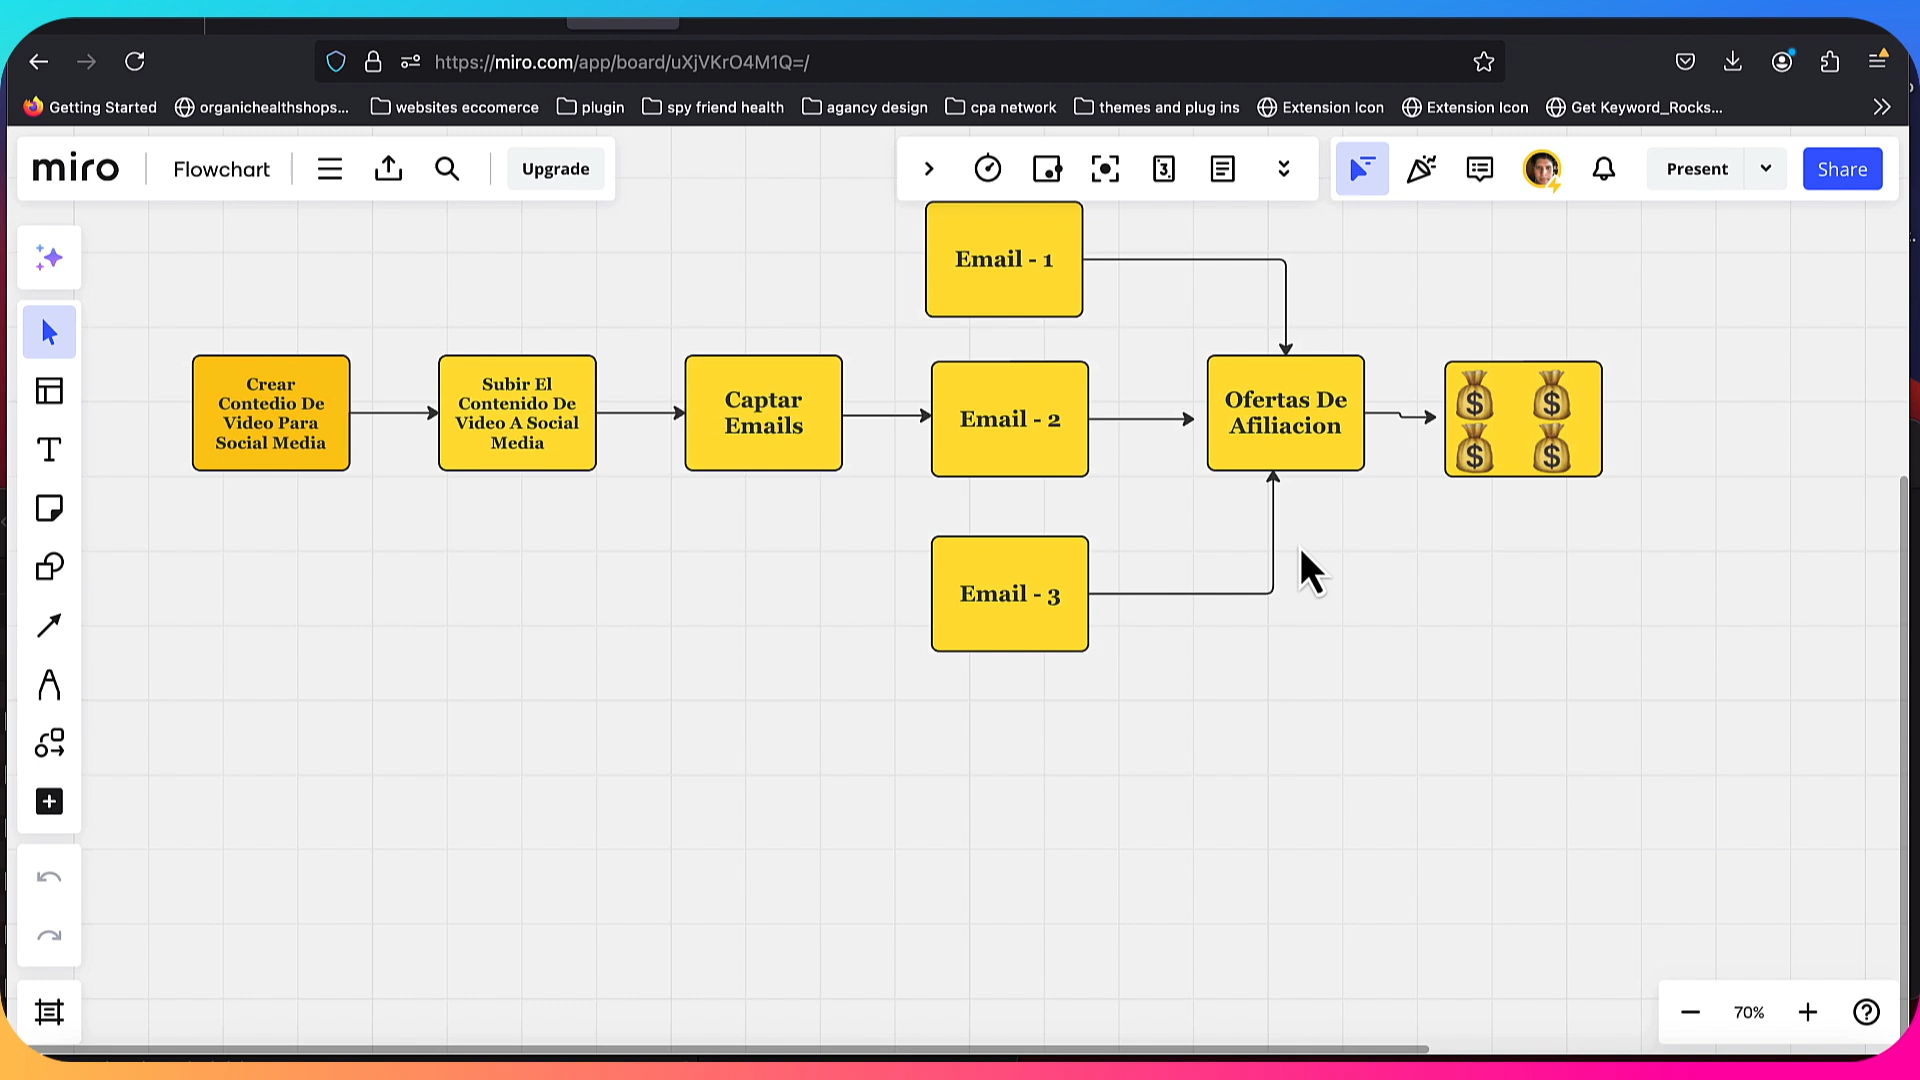 https://miro.com/app/board/uXjVKrO4M1Q=/
Getting Started
organichealthshops...
websites eccomerce
plugin
spy friend health
agancy design
cpa network
themes and plug ins
Extension Icon
Extension Icon
Get Keyword_Rocks...
miro
Flowchart
Upgrade
3
Present
Share
Email - 1
Crear
Contedio De
Video Para
Social Media
Subir El
Contenido De
Video A Social
Media
Captar
Emails
Email - 2
Ofertas De
Afiliacion
$ $
$ $
Email - 3
70%